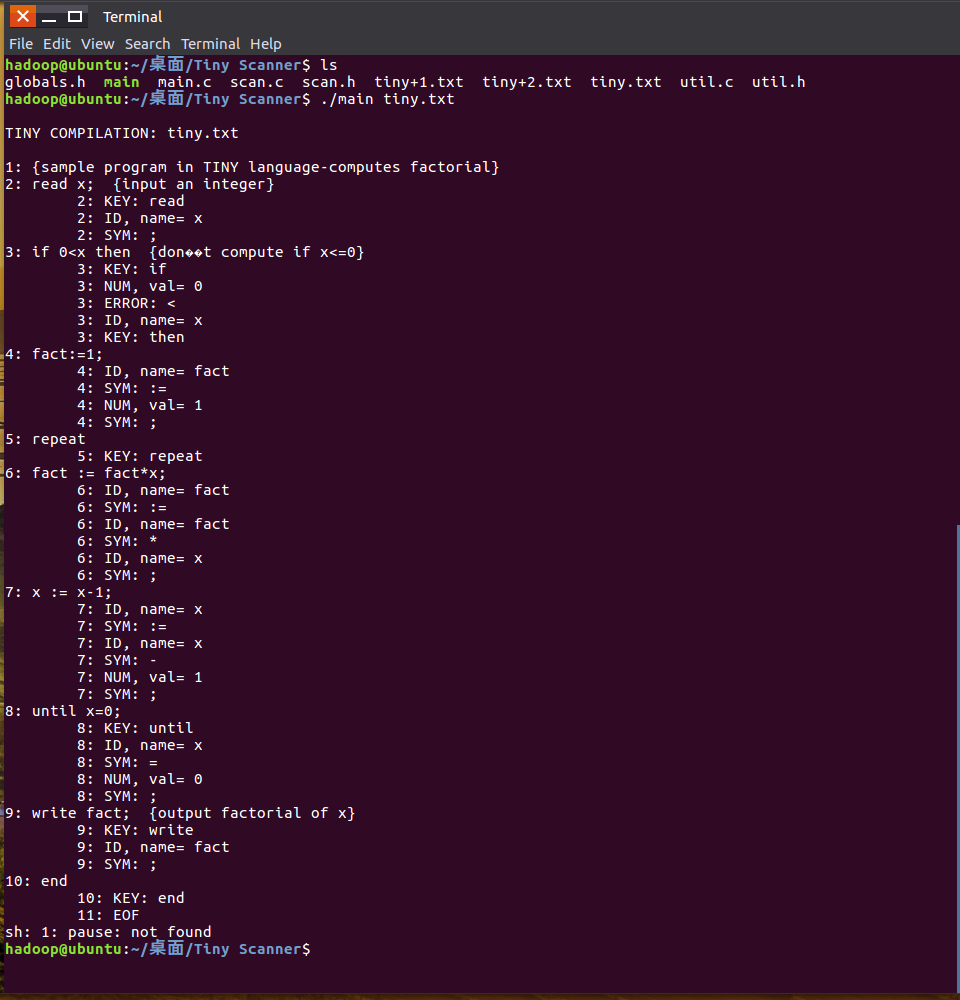 Terminal
File Edit View Search Terminal Help
hadoop@ubuntu:~/桌面/Tiny Scanner$ ls
globals.h  main  main.c  scan.c  scan.h  tiny+1.txt  tiny+2.txt  tiny.txt  util.c  util.h
hadoop@ubuntu:~/桌面/Tiny Scanner$ ./main tiny.txt
TINY COMPILATION: tiny.txt
1: {sample program in TINY language-computes factorial}
2: read x;  {input an integer}
2: KEY: read
2: ID, name= x
2: SYM: ;
3: if 0<x then  {don��t compute if x<=0}
3: KEY: if
3: NUM, val= 0
3: ERROR: <
3: ID, name= x
3: KEY: then
4: fact:=1;
4: ID, name= fact
4: SYM: :=
4: NUM, val= 1
4: SYM: ;
5: repeat
5: KEY: repeat
6: fact := fact*x;
6: ID, name= fact
6: SYM: :=
6: ID, name= fact
6: SYM: *
6: ID, name= x
6: SYM: ;
7: x := x-1;
7: ID, name= x
7: SYM: :=
7: ID, name= x
7: SYM: -
7: NUM, val= 1
7: SYM: ;
8: until x=0;
8: KEY: until
8: ID, name= x
8: SYM: =
8: NUM, val= 0
8: SYM: ;
9: write fact;  {output factorial of x}
9: KEY: write
9: ID, name= fact
9: SYM: ;
10: end
10: KEY: end
11: EOF
sh: 1: pause: not found
hadoop@ubuntu:~/桌面/Tiny Scanner$